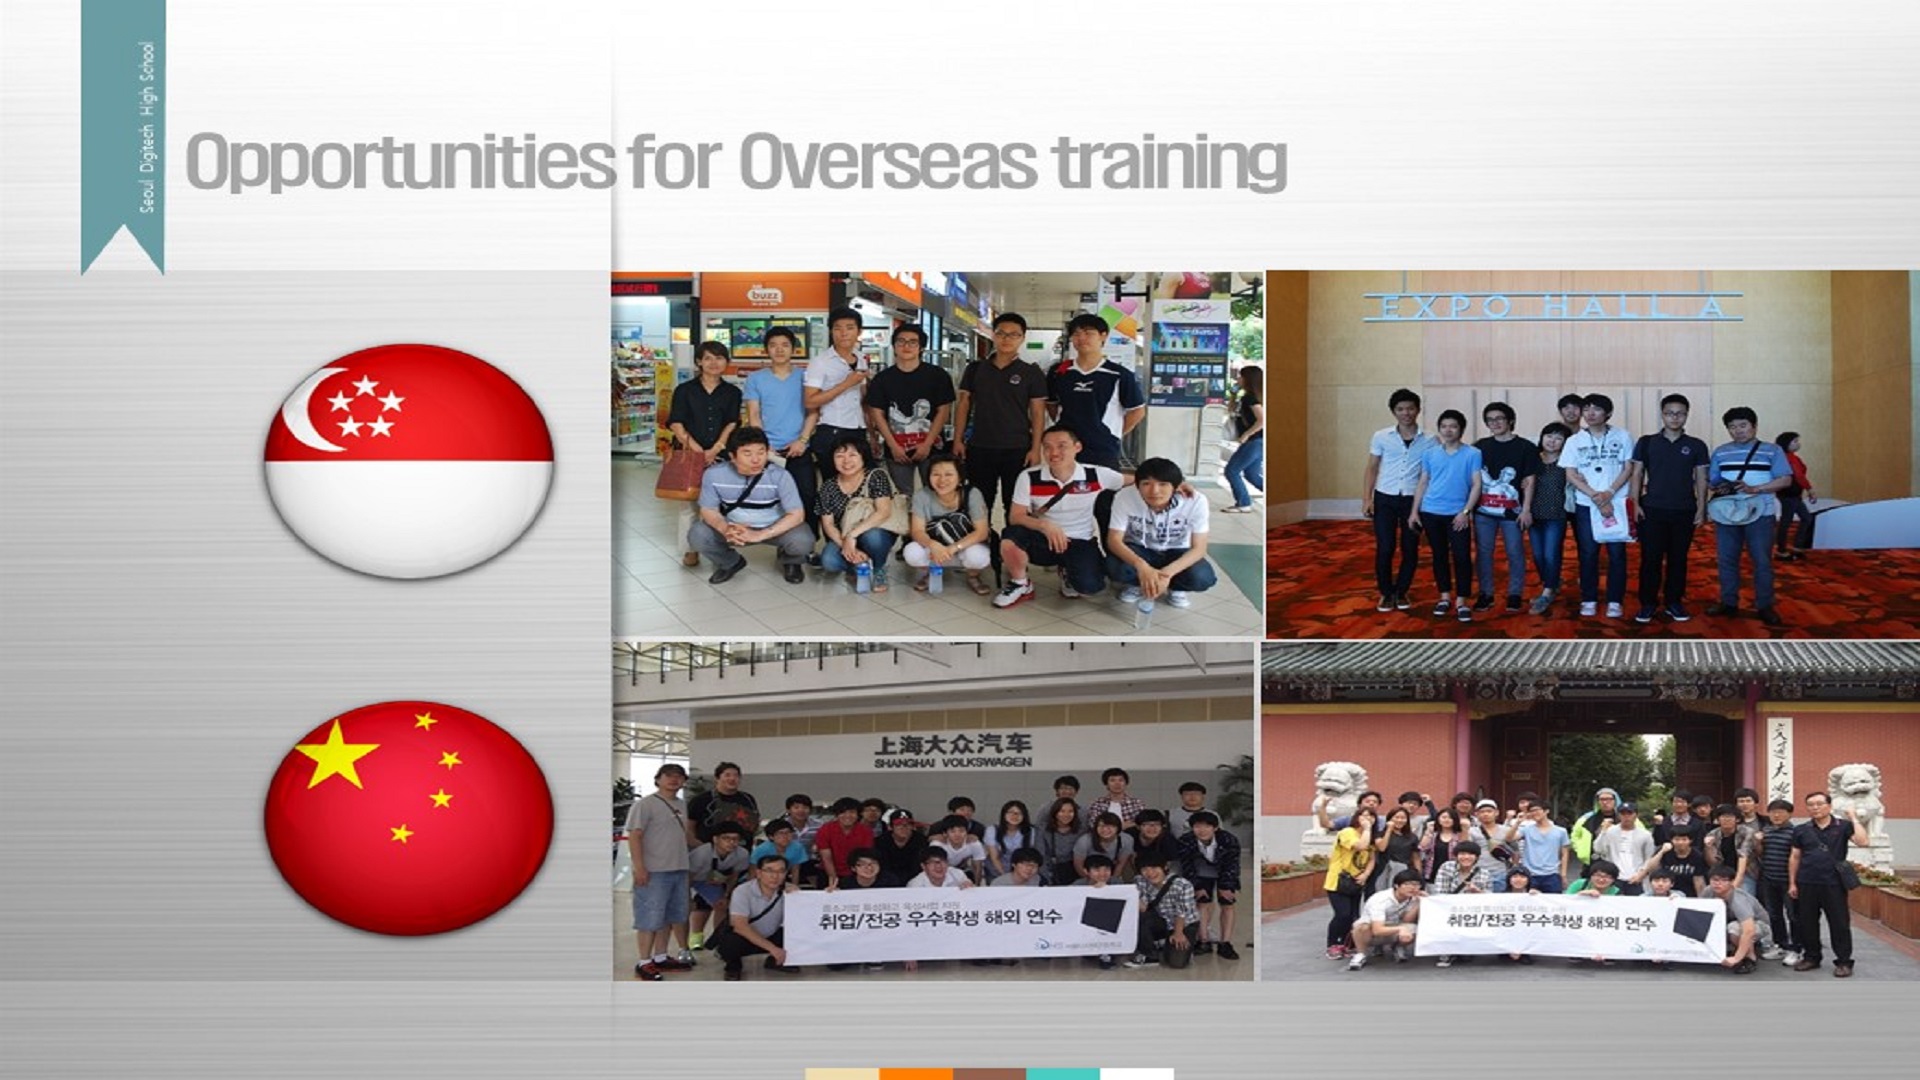 Seoul Digitech High School
Opportunities for Overseas training
buzz
EXPO HALL A
上海大众汽车
SHANGHAI VOLKSWAGEN
취업/전공 우수학생 해외 연수
취업/전공 우수학생 해외 연수